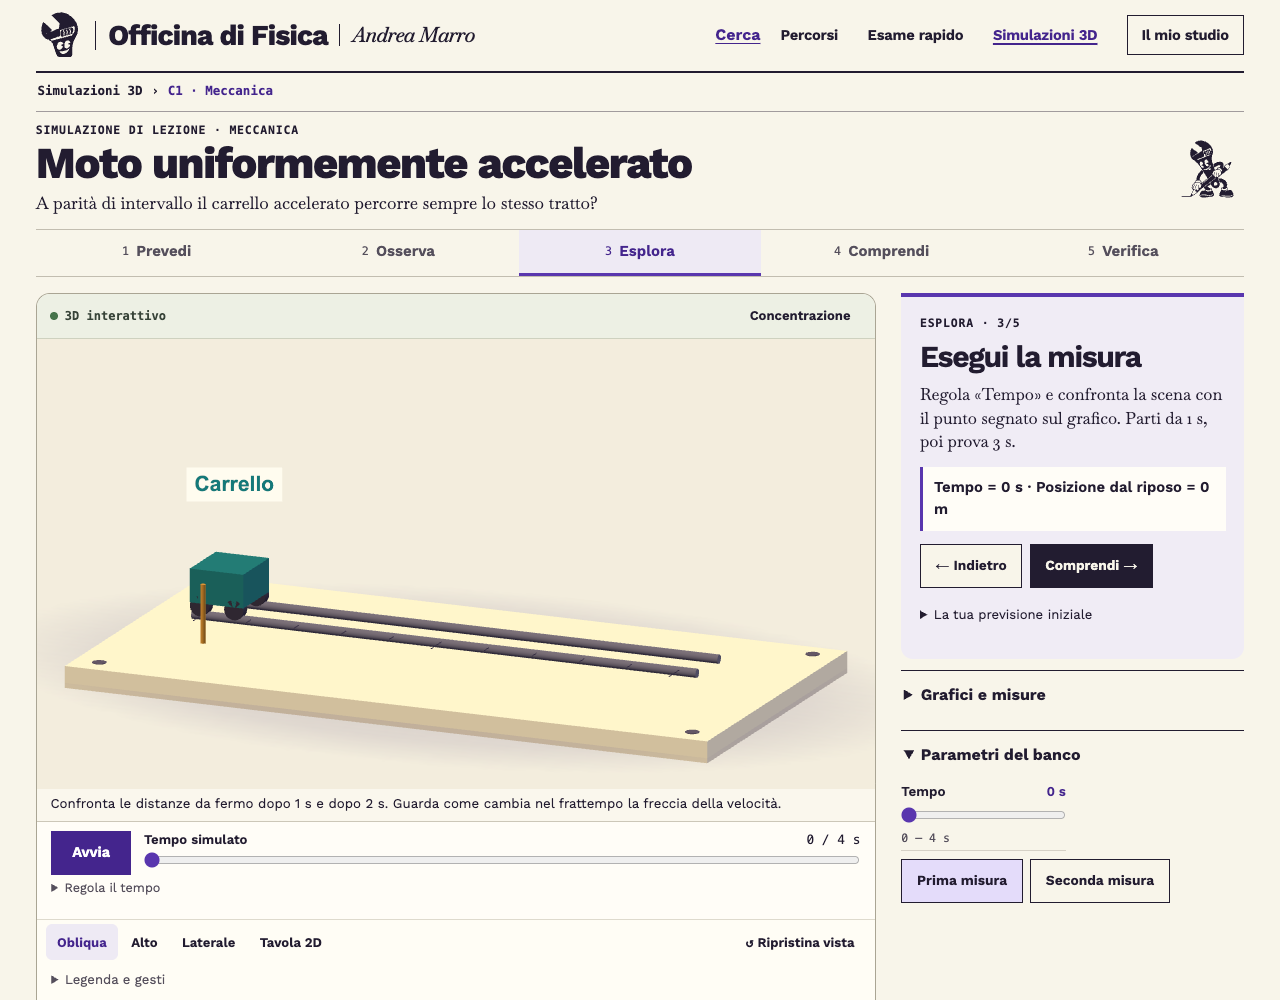 Officina di Fisica
Andrea Marro
Cerca
Percorsi
Esame rapido
Simulazioni 3D
Il mio studio
Simulazioni 3D › C1 · Meccanica
SIMULAZIONE DI LEZIONE · MECCANICA
Moto uniformemente accelerato
A parità di intervallo il carrello accelerato percorre sempre lo stesso tratto?
1 Prevedi
2 Osserva
3 Esplora
4 Comprendi
5 Verifica
3D interattivo
Concentrazione
Carrello
Confronta le distanze da fermo dopo 1 s e dopo 2 s. Guarda come cambia nel frattempo la freccia della velocità.
Avvia
Tempo simulato
0 / 4 s
▶ Regola il tempo
Obliqua
Alto
Laterale
Tavola 2D
↺ Ripristina vista
▶ Legenda e gesti
ESPLORA · 3/5
Esegui la misura
Regola «Tempo» e confronta la scena con
il punto segnato sul grafico. Parti da 1 s,
poi prova 3 s.
Tempo = 0 s · Posizione dal riposo = 0
m
← Indietro
Comprendi →
▶ La tua previsione iniziale
▶ Grafici e misure
▼ Parametri del banco
Tempo
0 s
0 — 4 s
Prima misura
Seconda misura